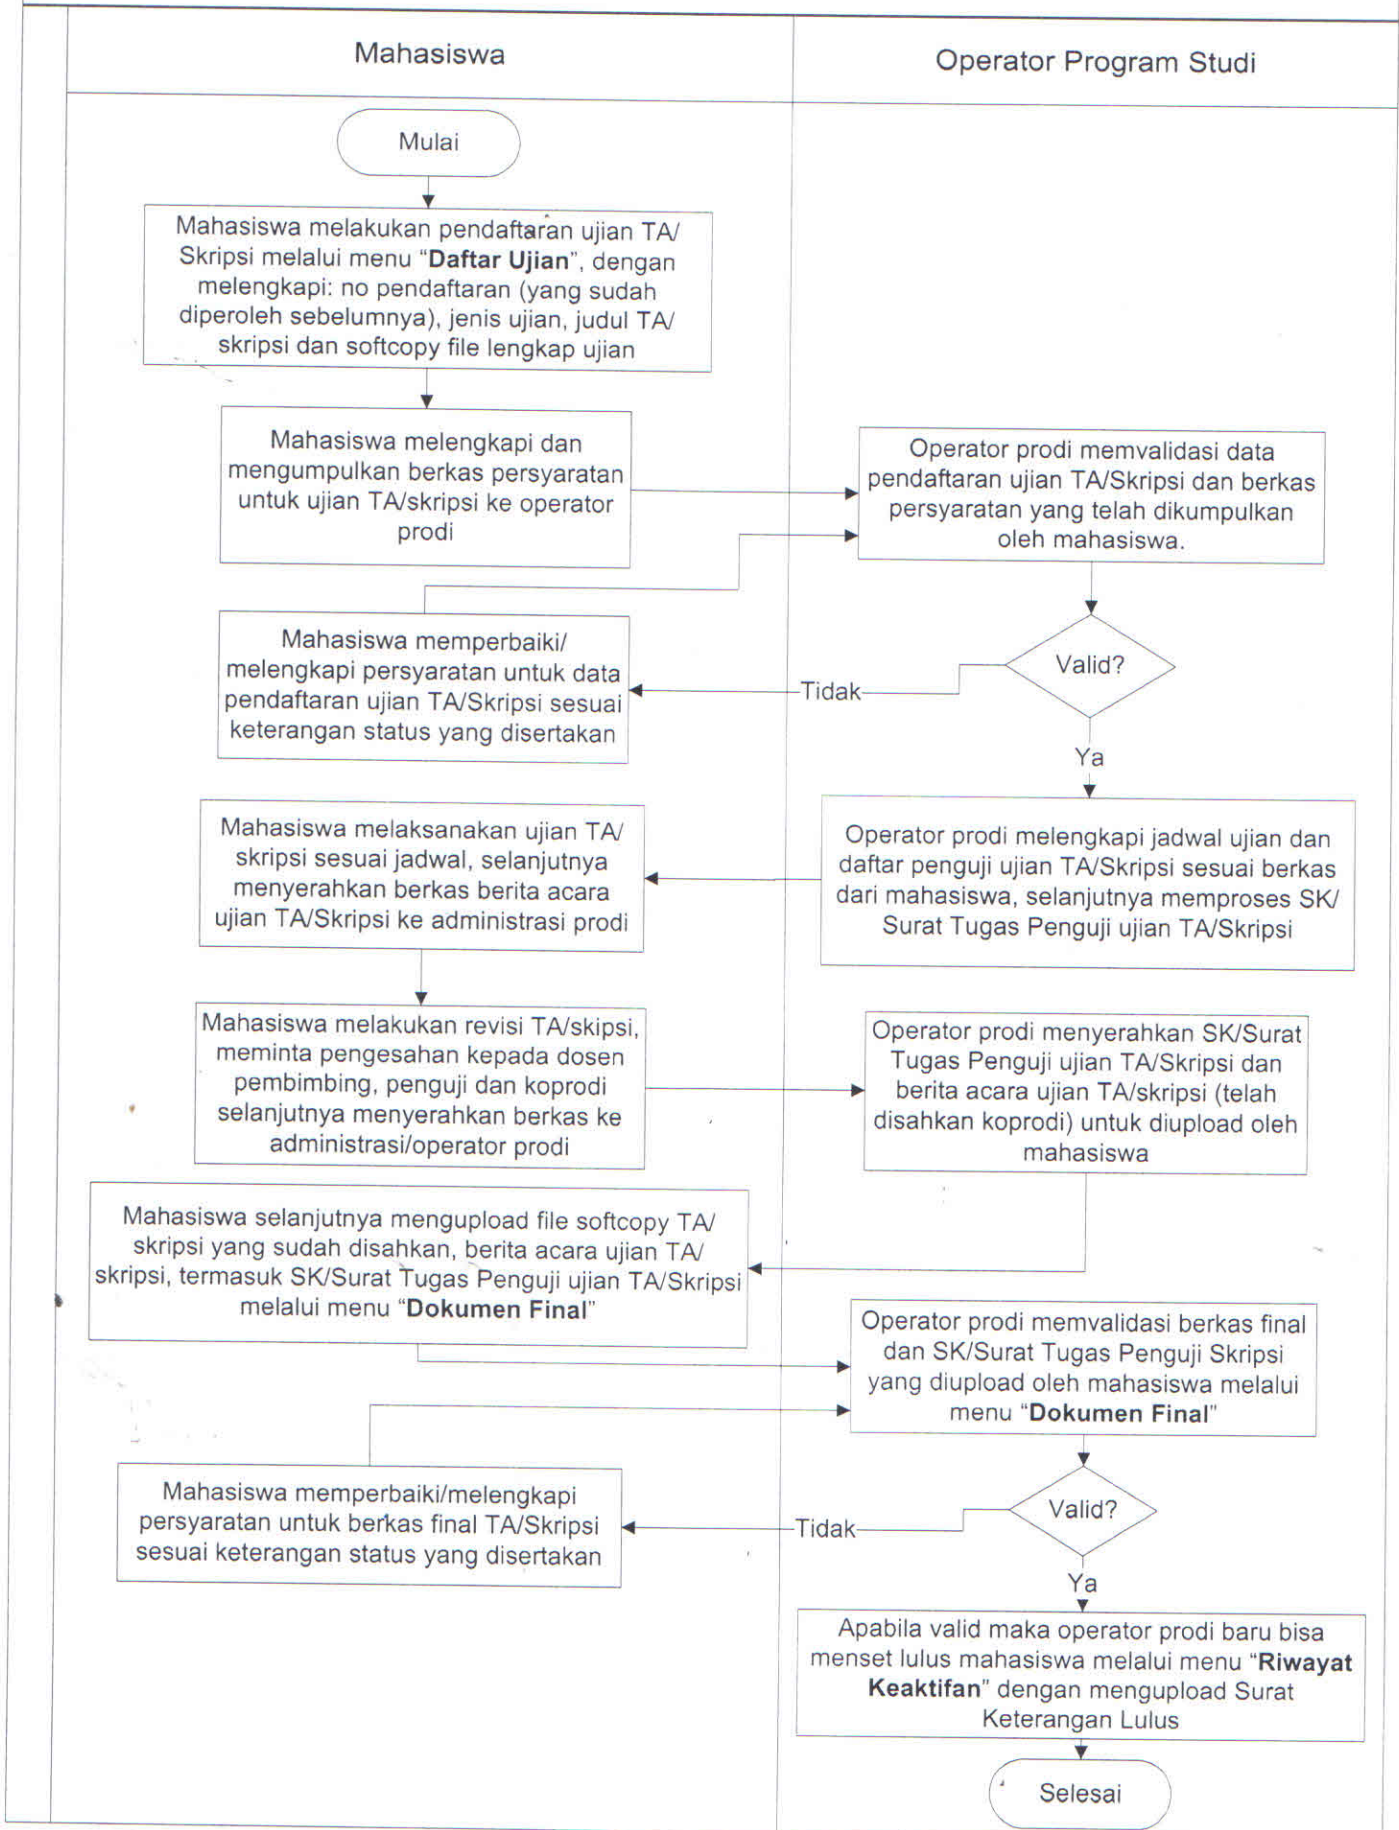 Mahasiswa
Operator Program Studi
Mulai
Mahasiswa melakukan pendaftaran ujian TA/
Skripsi melalui menu “Daftar Ujian”, dengan
melengkapi: no pendaftaran (yang sudah
diperoleh sebelumnya), jenis ujian, judul TA/
skripsi dan softcopy file lengkap ujian
Mahasiswa melengkapi dan
mengumpulkan berkas persyaratan
untuk ujian TA/skripsi ke operator
prodi
Operator prodi memvalidasi data
pendaftaran ujian TA/Skripsi dan berkas
persyaratan yang telah dikumpulkan
oleh mahasiswa.
Valid?
Tidak
Mahasiswa memperbaiki/
melengkapi persyaratan untuk data
pendaftaran ujian TA/Skripsi sesuai
keterangan status yang disertakan
Ya
Operator prodi melengkapi jadwal ujian dan
daftar penguji ujian TA/Skripsi sesuai berkas
dari mahasiswa, selanjutnya memproses SK/
Surat Tugas Penguji ujian TA/Skripsi
Mahasiswa melaksanakan ujian TA/
skripsi sesuai jadwal, selanjutnya
menyerahkan berkas berita acara
ujian TA/Skripsi ke administrasi prodi
Mahasiswa melakukan revisi TA/skipsi,
meminta pengesahan kepada dosen
pembimbing, penguji dan koprodi
selanjutnya menyerahkan berkas ke
administrasi/operator prodi
Operator prodi menyerahkan SK/Surat
Tugas Penguji ujian TA/Skripsi dan
berita acara ujian TA/skripsi (telah
disahkan koprodi) untuk diupload oleh
mahasiswa
Mahasiswa selanjutnya mengupload file softcopy TA/
skripsi yang sudah disahkan, berita acara ujian TA/
skripsi, termasuk SK/Surat Tugas Penguji ujian TA/Skripsi
melalui menu “Dokumen Final”
Operator prodi memvalidasi berkas final
dan SK/Surat Tugas Penguji Skripsi
yang diupload oleh mahasiswa melalui
menu “Dokumen Final”
Valid?
Tidak
Mahasiswa memperbaiki/melengkapi
persyaratan untuk berkas final TA/Skripsi
sesuai keterangan status yang disertakan
Ya
Apabila valid maka operator prodi baru bisa
menset lulus mahasiswa melalui menu “Riwayat
Keaktifan” dengan mengupload Surat
Keterangan Lulus
Selesai